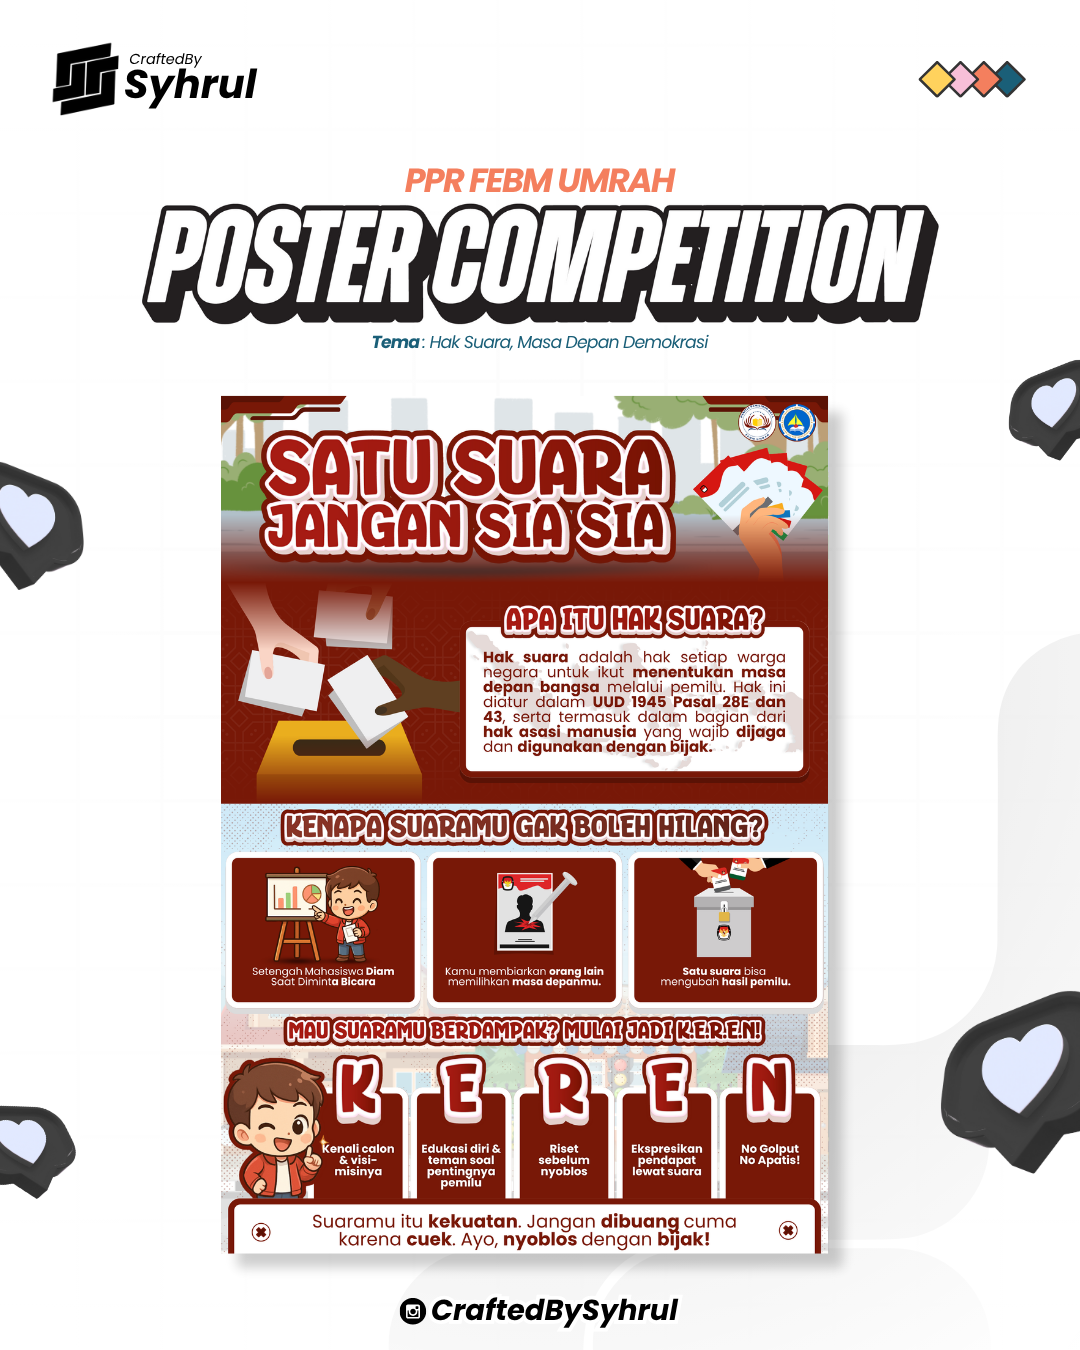 CraftedBy
Syhrul
PPR FEBM UMRAH
POSTER COMPETITION
Tema : Hak Suara, Masa Depan Demokrasi
SATU SUARA
JANGAN SIA SIA
APA ITU HAK SUARA?
Hak suara adalah hak setiap warga
negara untuk ikut menentukan masa
depan bangsa melalui pemilu. Hak ini
diatur dalam UUD 1945 Pasal 28E dan
43, serta termasuk dalam bagian dari
hak asasi manusia yang wajib dijaga
dan digunakan dengan bijak.
KENAPA SUARAMU GAK BOLEH HILANG?
Setengah Mahasiswa Diam
Saat Diminta Bicara
Kamu membiarkan orang lain
memilihkan masa depanmu.
Satu suara bisa
mengubah hasil pemilu.
MAU SUARAMU BERDAMPAK? MULAI JADI K.E.R.E.N!
K
Kenali calon
& visi-
misinya
E
Edukasi diri &
teman soal
pentingnya
pemilu
R
Riset
sebelum
nyoblos
E
Ekspresikan
pendapat
lewat suara
N
No Golput
No Apatis!
Suaramu itu kekuatan. Jangan dibuang cuma
karena cuek. Ayo, nyoblos dengan bijak!
CraftedBySyhrul